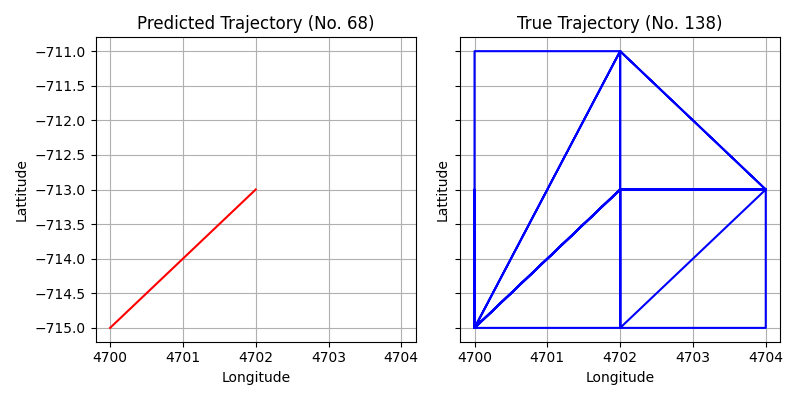 Predicted Trajectory (No. 68)
−711.0
−711.5
−712.0
−712.5
−713.0
−713.5
−714.0
−714.5
−715.0
Lattitude
4700 4701 4702 4703 4704
Longitude
True Trajectory (No. 138)
Lattitude
4700 4701 4702 4703 4704
Longitude